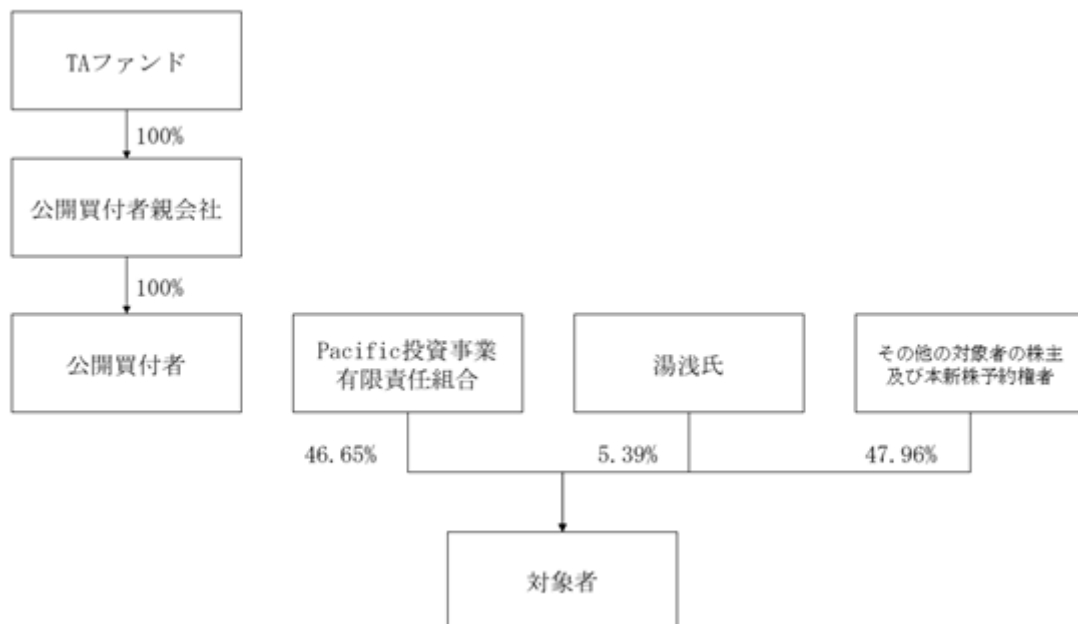 TAファンド
100%
公開買付者親会社
100%
公開買付者
Pacific投資事業
有限責任組合
湯浅氏
その他の対象者の株主
及び本新株予約権者
46.65%
5.39%
47.96%
対象者